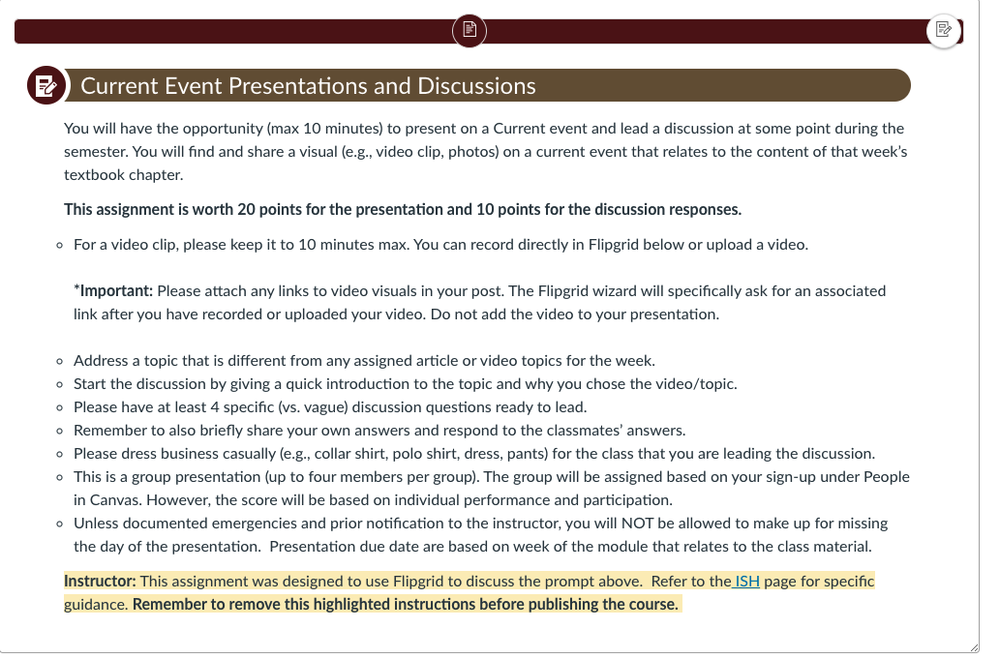 Current Event Presentations and Discussions
You will have the opportunity (max 10 minutes) to present on a Current event and lead a discussion at some point during the
semester. You will find and share a visual (e.g., video clip, photos) on a current event that relates to the content of that week's
textbook chapter.
This assignment is worth 20 points for the presentation and 10 points for the discussion responses.
For a video clip, please keep it to 10 minutes max. You can record directly in Flipgrid below or upload a video.
*Important: Please attach any links to video visuals in your post. The Flipgrid wizard will specifically ask for an associated
link after you have recorded or uploaded your video. Do not add the video to your presentation.
Address a topic that is different from any assigned article or video topics for the week.
Start the discussion by giving a quick introduction to the topic and why you chose the video/topic.
Please have at least 4 specific (vs. vague) discussion questions ready to lead.
Remember to also briefly share your own answers and respond to the classmates' answers.
Please dress business casually (e.g., collar shirt, polo shirt, dress, pants) for the class that you are leading the discussion.
This is a group presentation (up to four members per group). The group will be assigned based on your sign-up under People
in Canvas. However, the score will be based on individual performance and participation.
Unless documented emergencies and prior notification to the instructor, you will NOT be allowed to make up for missing
the day of the presentation.  Presentation due date are based on week of the module that relates to the class material.
Instructor: This assignment was designed to use Flipgrid to discuss the prompt above.  Refer to the ISH page for specific
guidance. Remember to remove this highlighted instructions before publishing the course.